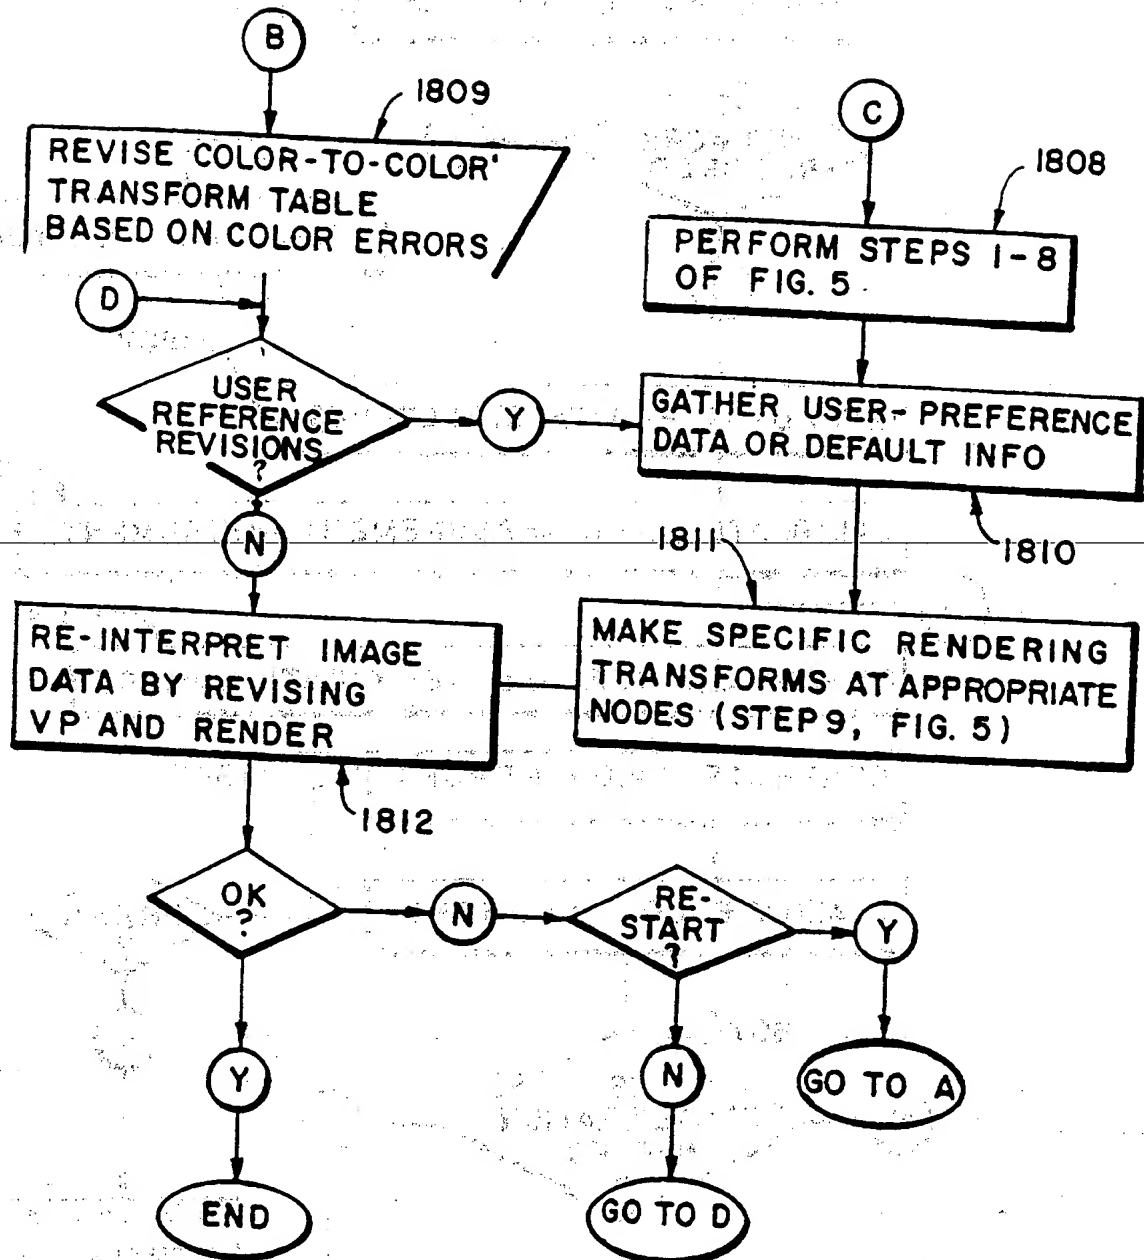 B
1809
REVISE COLOR-TO-COLOR'
TRANSFORM TABLE
BASED ON COLOR ERRORS
C
1808
PERFORM STEPS 1-8
OF FIG. 5
D
USER
REFERENCE
REVISIONS
?
Y
GATHER USER-PREFERENCE
DATA OR DEFAULT INFO
1810
N
1811
RE-INTERPRET IMAGE
DATA BY REVISING
VP AND RENDER
1812
MAKE SPECIFIC RENDERING
TRANSFORMS AT APPROPRIATE
NODES (STEP 9, FIG. 5)
OK
?
N
RE-
START
?
Y
Y
N
GO TO A
END
GO TO D